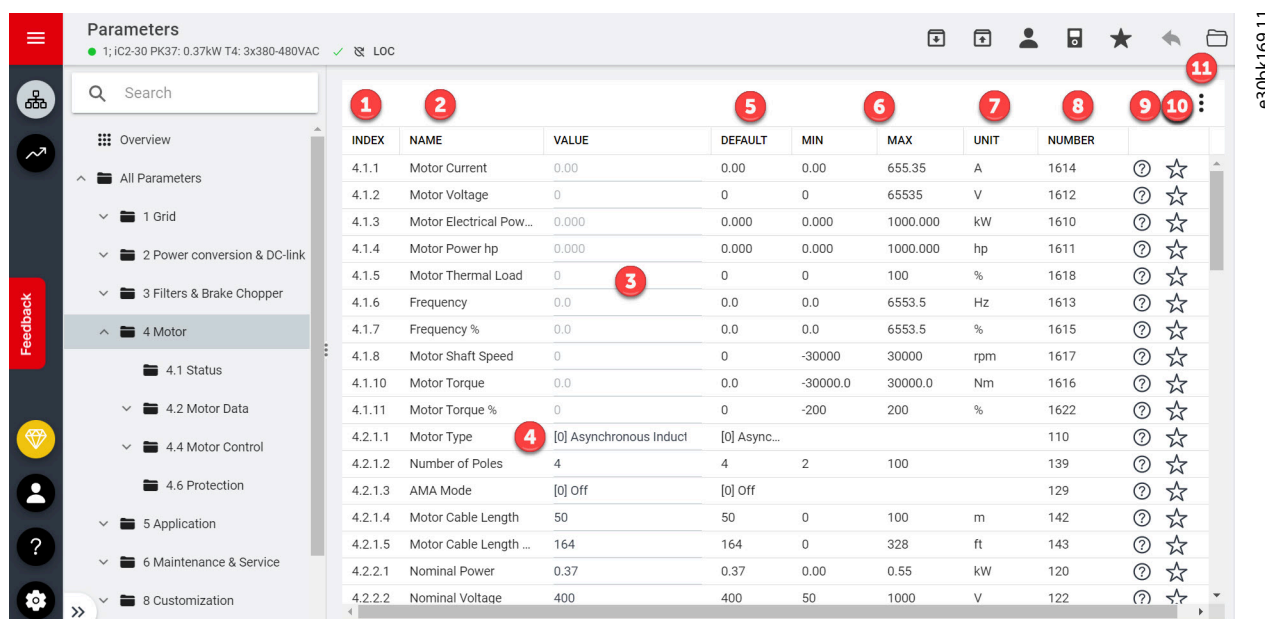 Parameters
1; iC2-30 PK37: 0.37kW T4: 3x380-480VAC LOC
e30bk169.11
Feedback
?
Search
Overview
All Parameters
1 Grid
2 Power conversion & DC-link
3 Filters & Brake Chopper
4 Motor
4.1 Status
4.2 Motor Data
4.4 Motor Control
4.6 Protection
5 Application
6 Maintenance & Service
8 Customization
11
1 2 5 6 7 8 9 10
INDEX NAME VALUE DEFAULT MIN MAX UNIT NUMBER
4.1.1 Motor Current 0.00 0.00 0.00 655.35 A 1614 ?
4.1.2 Motor Voltage 0 0 0 65535 V 1612 ?
4.1.3 Motor Electrical Pow... 0.000 0.000 0.000 1000.000 kW 1610 ?
4.1.4 Motor Power hp 0.000 0.000 0.000 1000.000 hp 1611 ?
4.1.5 Motor Thermal Load 0 3 0 0 100 % 1618 ?
4.1.6 Frequency 0.0 0.0 0.0 6553.5 Hz 1613 ?
4.1.7 Frequency % 0.0 0.0 0.0 6553.5 % 1615 ?
4.1.8 Motor Shaft Speed 0 0 -30000 30000 rpm 1617 ?
4.1.10 Motor Torque 0.0 0.0 -30000.0 30000.0 Nm 1616 ?
4.1.11 Motor Torque % 0 0 -200 200 % 1622 ?
4.2.1.1 Motor Type 4 [0] Asynchronous Induct [0] Async... 110 ?
4.2.1.2 Number of Poles 4 4 2 100 139 ?
4.2.1.3 AMA Mode [0] Off [0] Off 129 ?
4.2.1.4 Motor Cable Length 50 50 0 100 m 142 ?
4.2.1.5 Motor Cable Length ... 164 164 0 328 ft 143 ?
4.2.2.1 Nominal Power 0.37 0.37 0.00 0.55 kW 120 ?
4.2.2.2 Nominal Voltage 400 400 50 1000 V 122 ?